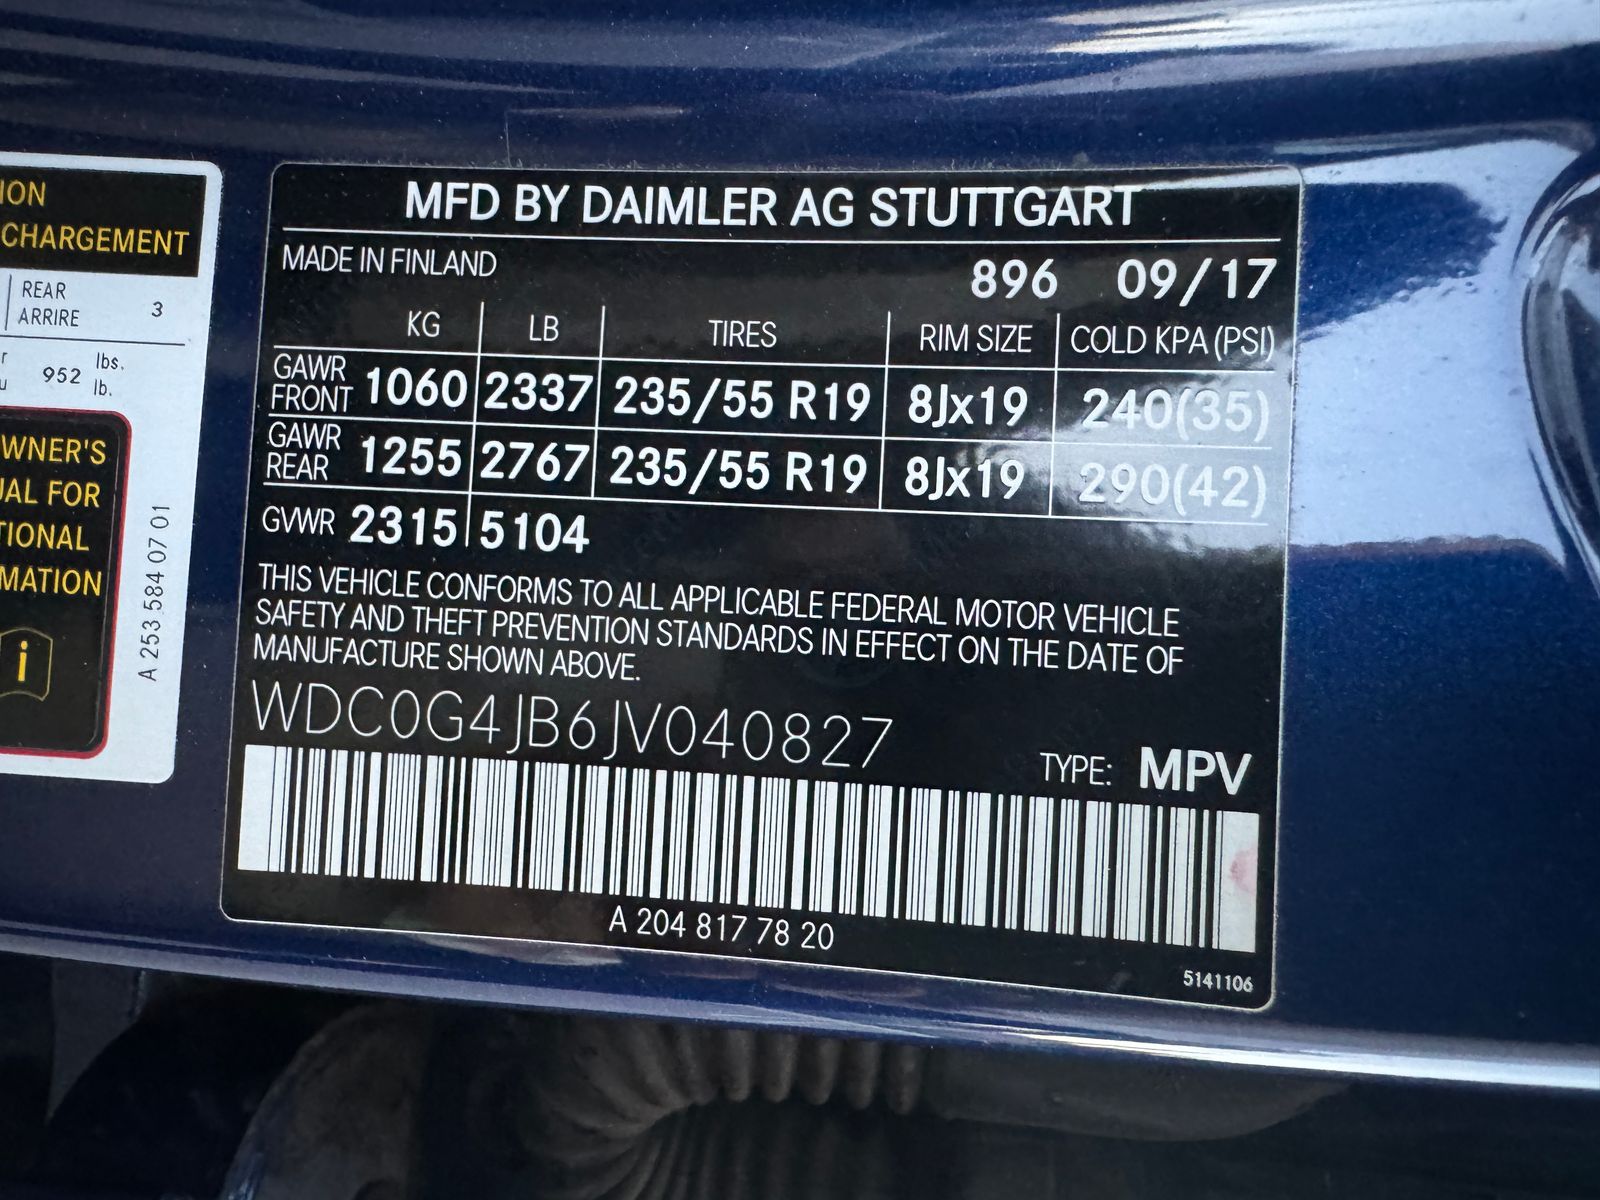 ION
CHARGEMENT
REAR
ARRIRE 3
952 lbs.
lb.
WNER'S
UAL FOR
TIONAL
MATION
i
A 253 584 07 01
MFD BY DAIMLER AG STUTTGART
MADE IN FINLAND
896 09/17
KG LB TIRES RIM SIZE COLD KPA (PSI)
GAWR
FRONT 1060 2337 235/55 R19 8Jx19 240(35)
GAWR
REAR 1255 2767 235/55 R19 8Jx19 290(42)
GVWR 2315 5104
THIS VEHICLE CONFORMS TO ALL APPLICABLE FEDERAL MOTOR VEHICLE
SAFETY AND THEFT PREVENTION STANDARDS IN EFFECT ON THE DATE OF
MANUFACTURE SHOWN ABOVE.
WDC0G4JB6JV040827
TYPE: MPV
A 204 817 78 20
5141106